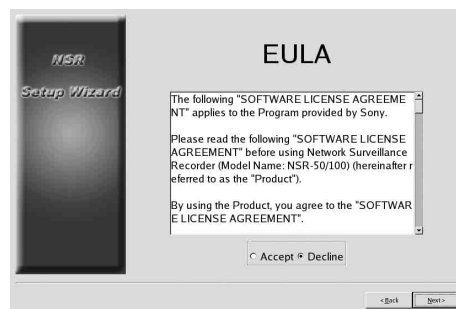 NSR
Setup Wizard
EULA
The following "SOFTWARE LICENSE AGREEME
NT" applies to the Program provided by Sony.
Please read the following "SOFTWARE LICENSE
AGREEMENT" before using Network Surveillance
Recorder (Model Name: NSR-50/100) (hereinafter r
eferred to as the "Product").
By using the Product, you agree to the "SOFTWAR
E LICENSE AGREEMENT".
Accept Decline
< Back Next >